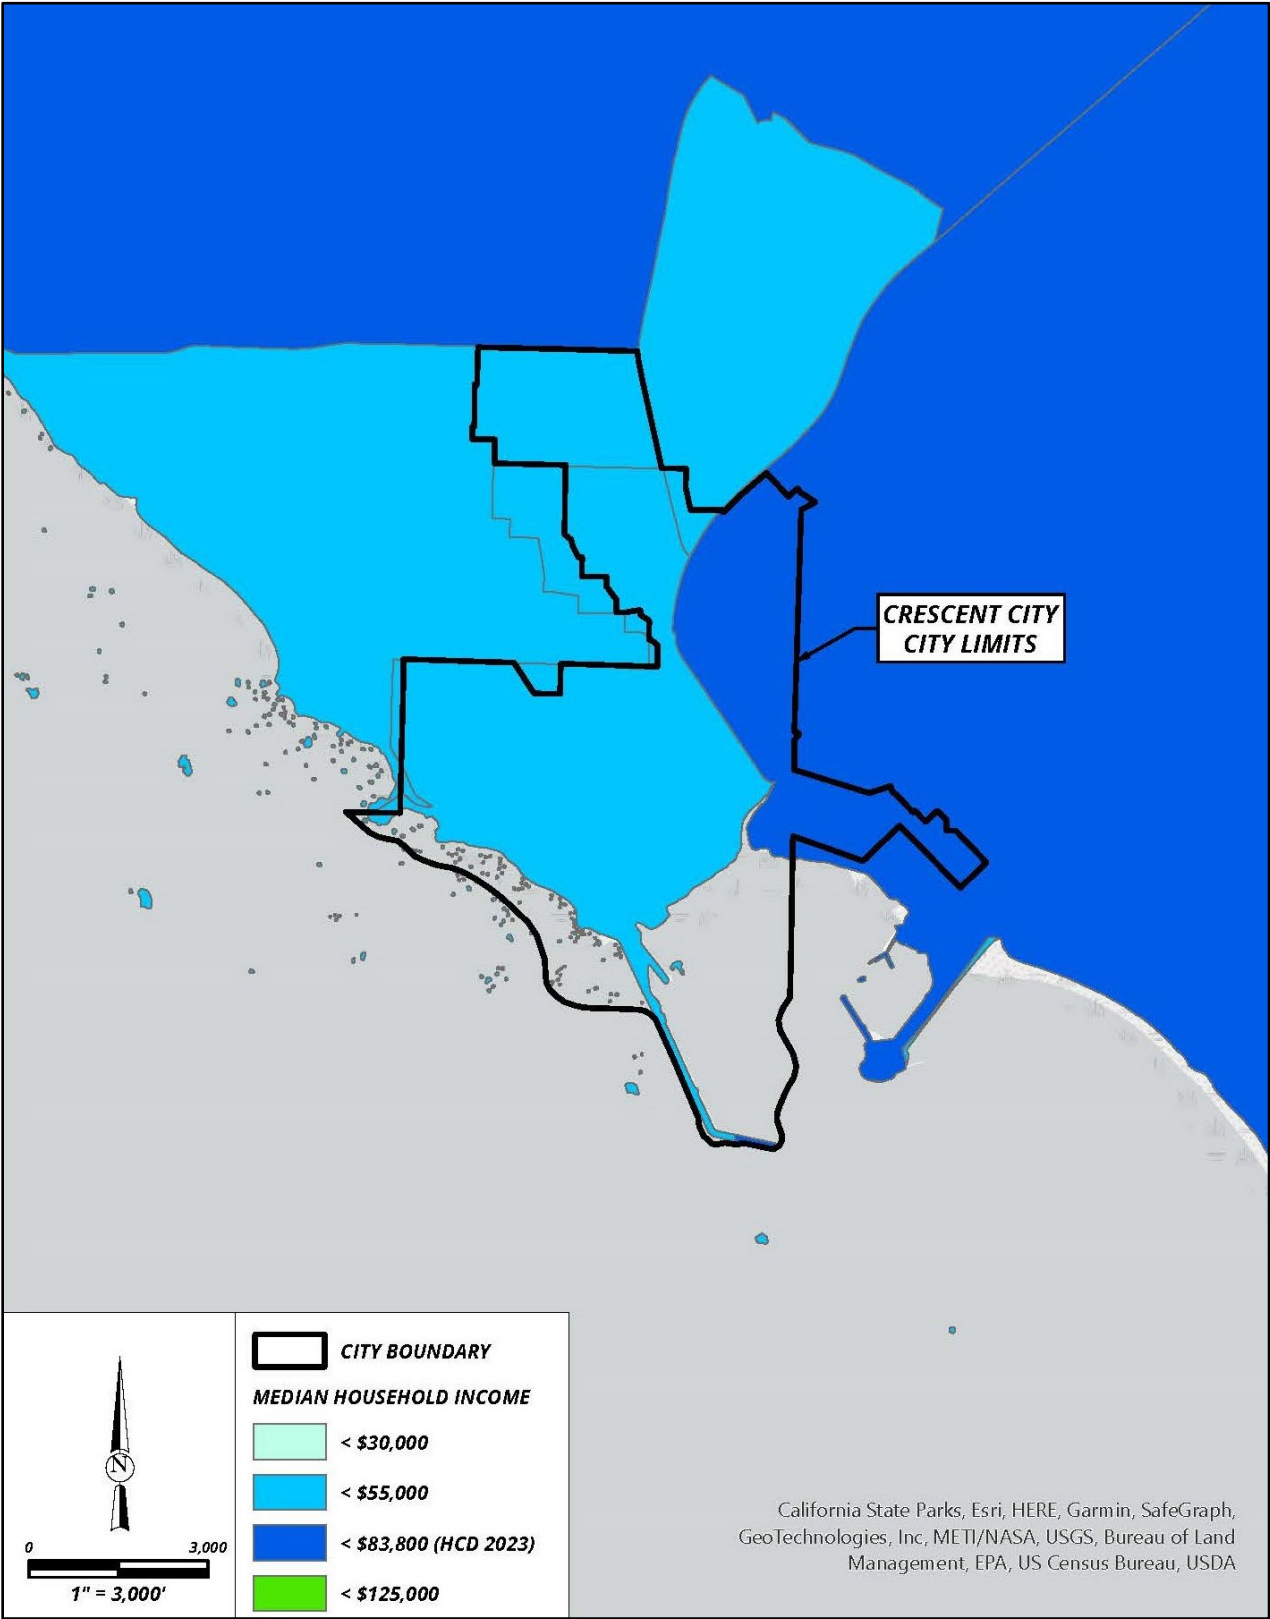 CRESCENT CITY
CITY LIMITS
CITY BOUNDARY
MEDIAN HOUSEHOLD INCOME
< $30,000
< $55,000
< $83,800 (HCD 2023)
< $125,000
N
0 3,000
1" = 3,000'
California State Parks, Esri, HERE, Garmin, SafeGraph,
GeoTechnologies, Inc, METI/NASA, USGS, Bureau of Land
Management, EPA, US Census Bureau, USDA